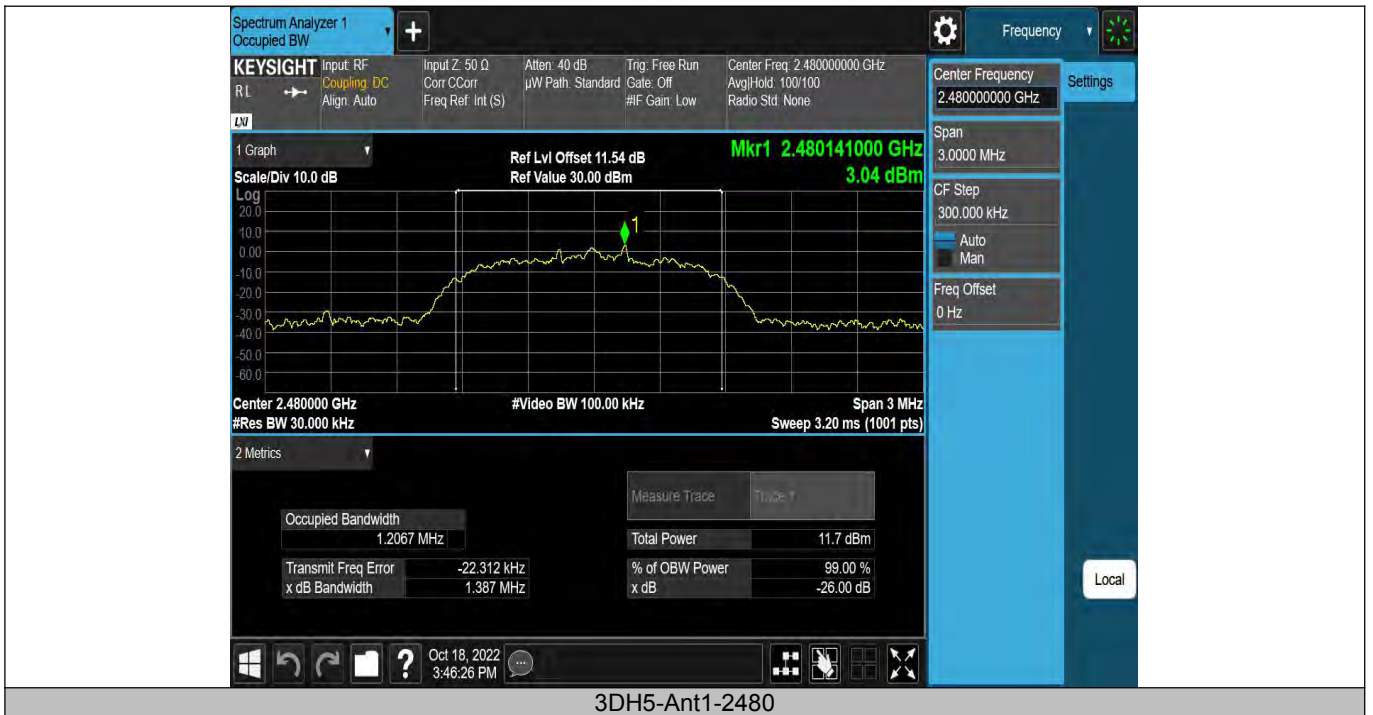 Spectrum Analyzer 1
Occupied BW
+
Frequency
KEYSIGHT
RL
LXI
Input: RF
Coupling: DC
Align: Auto
Input Z: 50 Ω
Corr CCorr
Freq Ref: Int (S)
Atten: 40 dB
µW Path: Standard
Trig: Free Run
Gate: Off
#IF Gain: Low
Center Freq: 2.480000000 GHz
Avg|Hold: 100/100
Radio Std: None
Center Frequency
2.480000000 GHz
Settings
Span
3.0000 MHz
CF Step
300.000 kHz
Auto
Man
Freq Offset
0 Hz
Local
1 Graph
Scale/Div 10.0 dB
Ref Lvl Offset 11.54 dB
Ref Value 30.00 dBm
Mkr1 2.480141000 GHz
3.04 dBm
Log
20.0
10.0
0.00
-10.0
-20.0
-30.0
-40.0
-50.0
-60.0
1
Center 2.480000 GHz
#Res BW 30.000 kHz
#Video BW 100.00 kHz
Span 3 MHz
Sweep 3.20 ms (1001 pts)
2 Metrics
Measure Trace
Trace 1
Occupied Bandwidth
1.2067 MHz
Total Power 11.7 dBm
Transmit Freq Error -22.312 kHz
% of OBW Power 99.00 %
x dB Bandwidth 1.387 MHz
x dB -26.00 dB
?
Oct 18, 2022
3:46:26 PM
3DH5-Ant1-2480